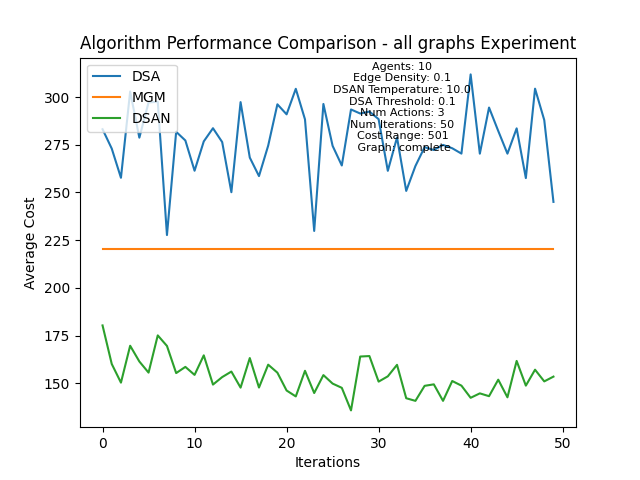 Algorithm Performance Comparison - all graphs Experiment
DSA
MGM
DSAN
Agents: 10
Edge Density: 0.1
DSAN Temperature: 10.0
DSA Threshold: 0.1
Num Actions: 3
Num Iterations: 50
Cost Range: 501
Graph: complete
Average Cost
300
275
250
225
200
175
150
0
10
20
30
40
50
Iterations